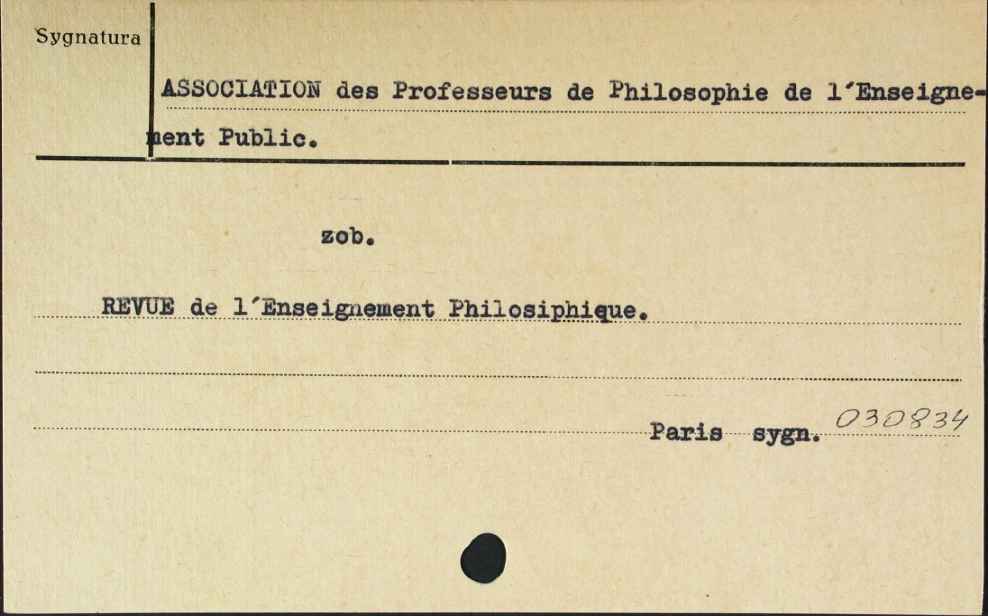 Sygnatura
ASSOCIATION des Professeurs de Philosophie de l'Enseigne-
ment Public.
zob.
REVUE de l'Enseignement Philosiphique.
Paris sygn. 030834